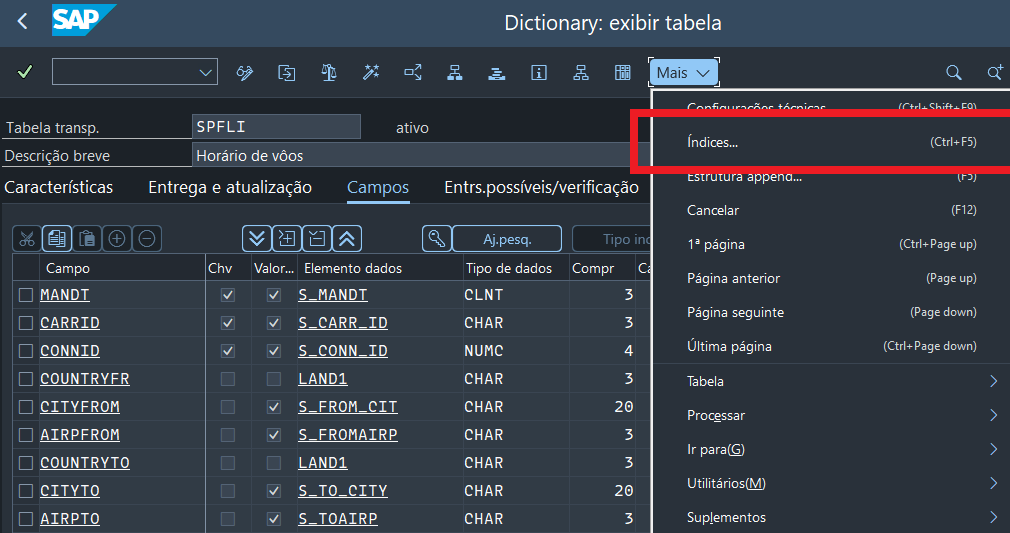 SAP
Dictionary: exibir tabela
Mais
Configurações técnicas (Ctrl+Shift+F9)
Índices... (Ctrl+F5)
Estrutura append... (F5)
Cancelar (F12)
1ª página (Ctrl+Page up)
Página anterior (Page up)
Página seguinte (Page down)
Última página (Ctrl+Page down)
Tabela
Processar
Ir para(G)
Utilitários(M)
Suplementos
Tabela transp. SPFLI ativo
Descrição breve Horário de vôos
Características Entrega e atualização Campos Entrs.possíveis/verificação
Aj.pesq. Tipo inc
Campo Chv Valor... Elemento dados Tipo de dados Compr Ca
MANDT S_MANDT CLNT 3
CARRID S_CARR_ID CHAR 3
CONNID S_CONN_ID NUMC 4
COUNTRYFR LAND1 CHAR 3
CITYFROM S_FROM_CIT CHAR 20
AIRPFROM S_FROMAIRP CHAR 3
COUNTRYTO LAND1 CHAR 3
CITYTO S_TO_CITY CHAR 20
AIRPTO S_TOAIRP CHAR 3